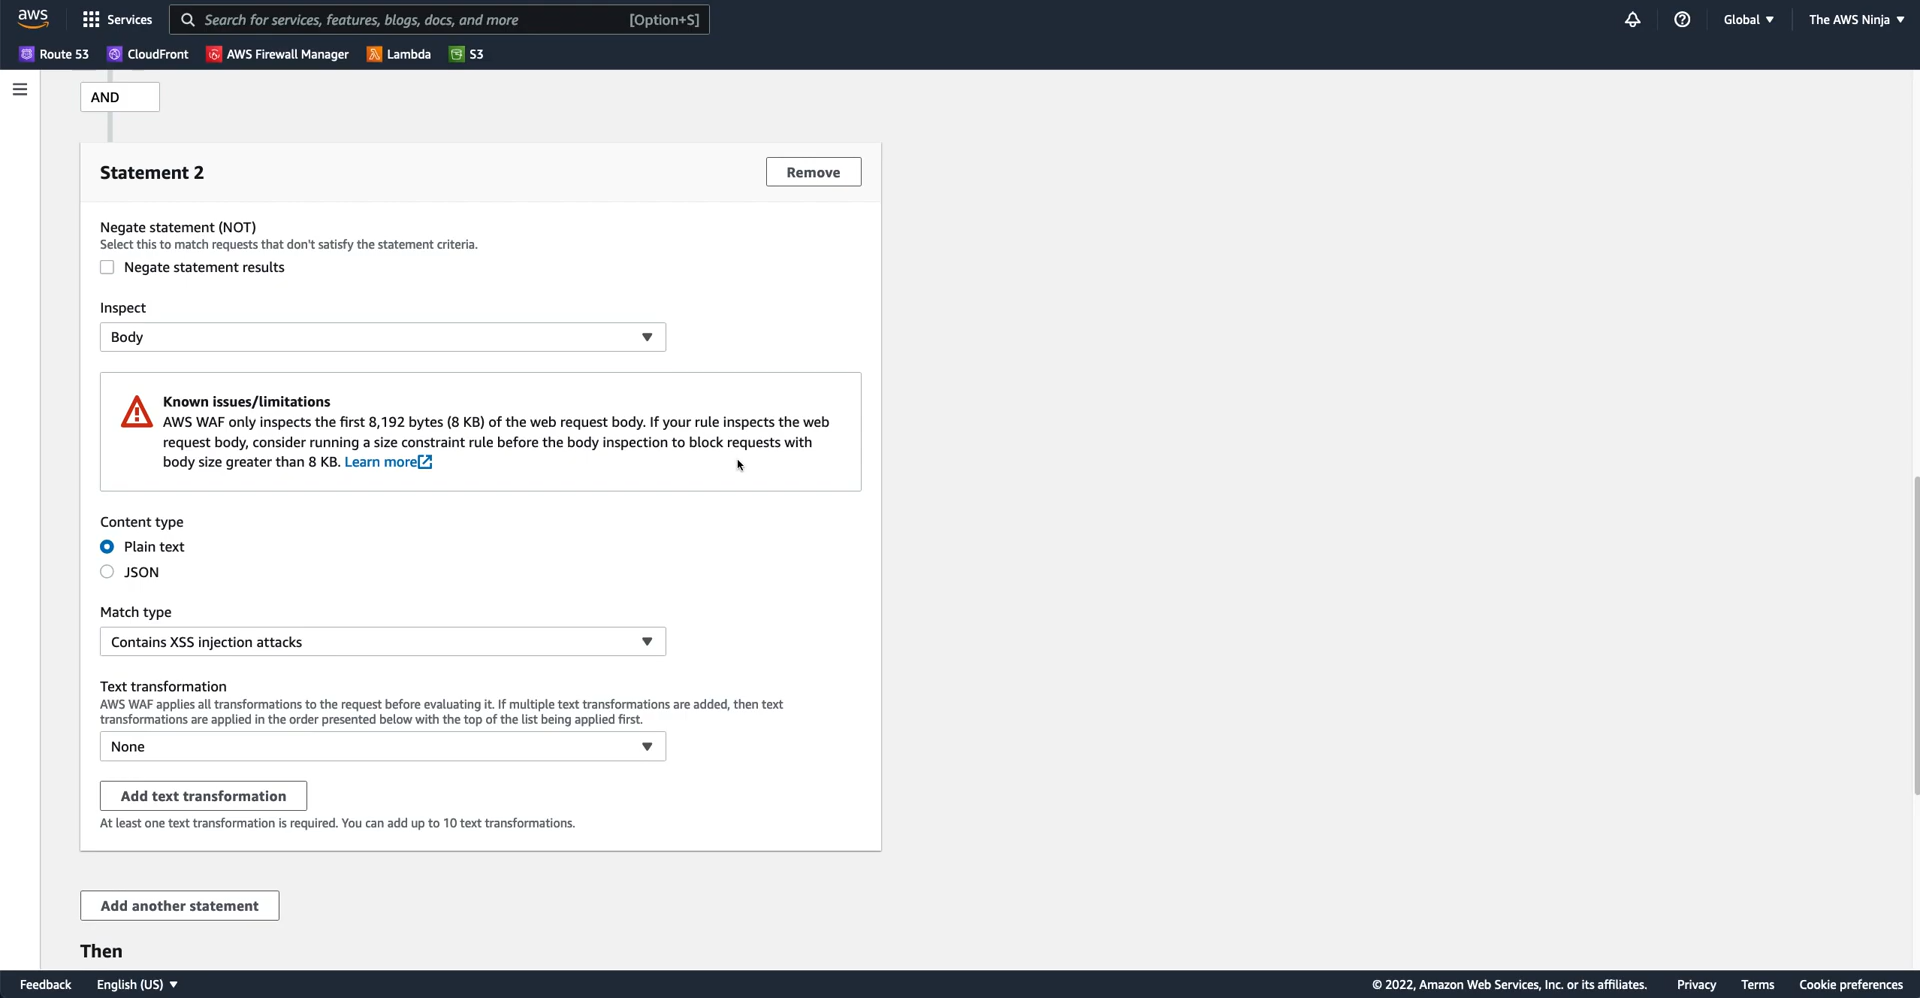 aws
Services
Search for services, features, blogs, docs, and more
[Option+S]
Global
The AWS Ninja
Route 53
CloudFront
AWS Firewall Manager
Lambda
S3
AND
Statement 2
Remove
Negate statement (NOT)
Select this to match requests that don't satisfy the statement criteria.
Negate statement results
Inspect
Body
Known issues/limitations
AWS WAF only inspects the first 8,192 bytes (8 KB) of the web request body. If your rule inspects the web
request body, consider running a size constraint rule before the body inspection to block requests with
body size greater than 8 KB. Learn more
Content type
Plain text
JSON
Match type
Contains XSS injection attacks
Text transformation
AWS WAF applies all transformations to the request before evaluating it. If multiple text transformations are added, then text
transformations are applied in the order presented below with the top of the list being applied first.
None
Add text transformation
At least one text transformation is required. You can add up to 10 text transformations.
Add another statement
Then
Feedback
English (US)
© 2022, Amazon Web Services, Inc. or its affiliates.
Privacy
Terms
Cookie preferences